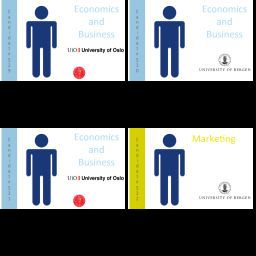 Economics
and
Business
UiO University of Oslo
Economics
and
Business
UNIVERSITY OF BERGEN
Economics
and
Business
UiO University of Oslo
Marketing
UNIVERSITY OF BERGEN